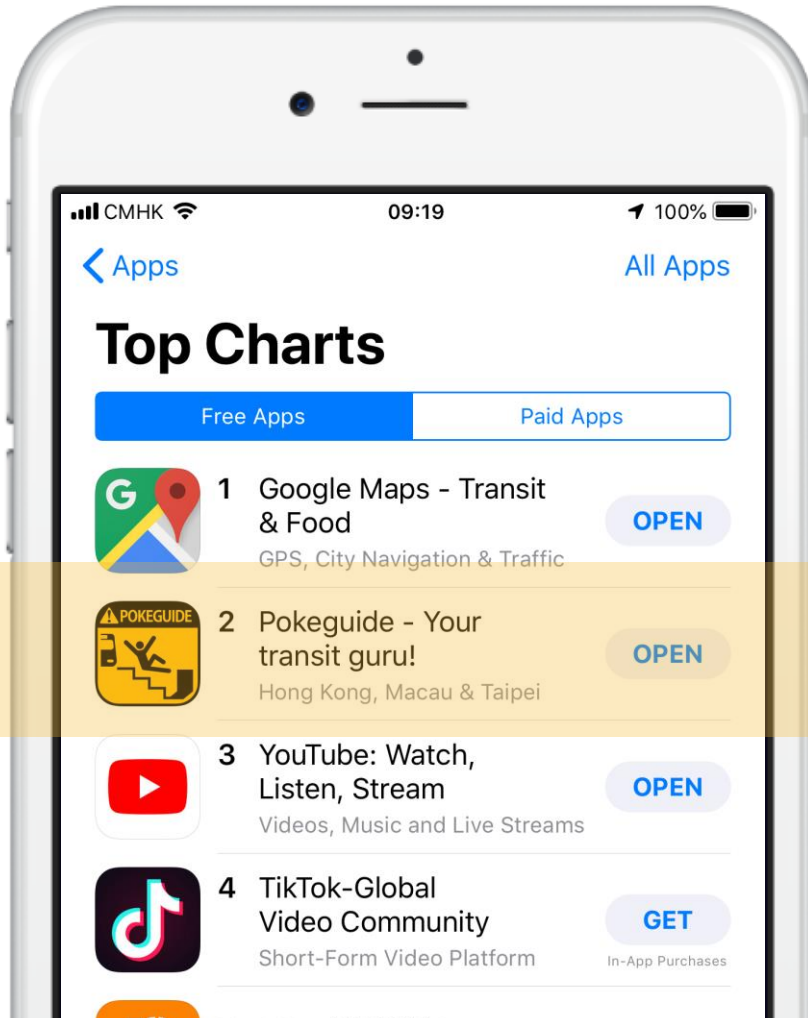 CMHK
09:19
100%
Apps
All Apps
Top Charts
Free Apps
Paid Apps
G
1
Google Maps - Transit
& Food
GPS, City Navigation & Traffic
OPEN
POKEGUIDE
2
Pokeguide - Your
transit guru!
Hong Kong, Macau & Taipei
OPEN
3
YouTube: Watch,
Listen, Stream
Videos, Music and Live Streams
OPEN
4
TikTok-Global
Video Community
Short-Form Video Platform
GET
In-App Purchases